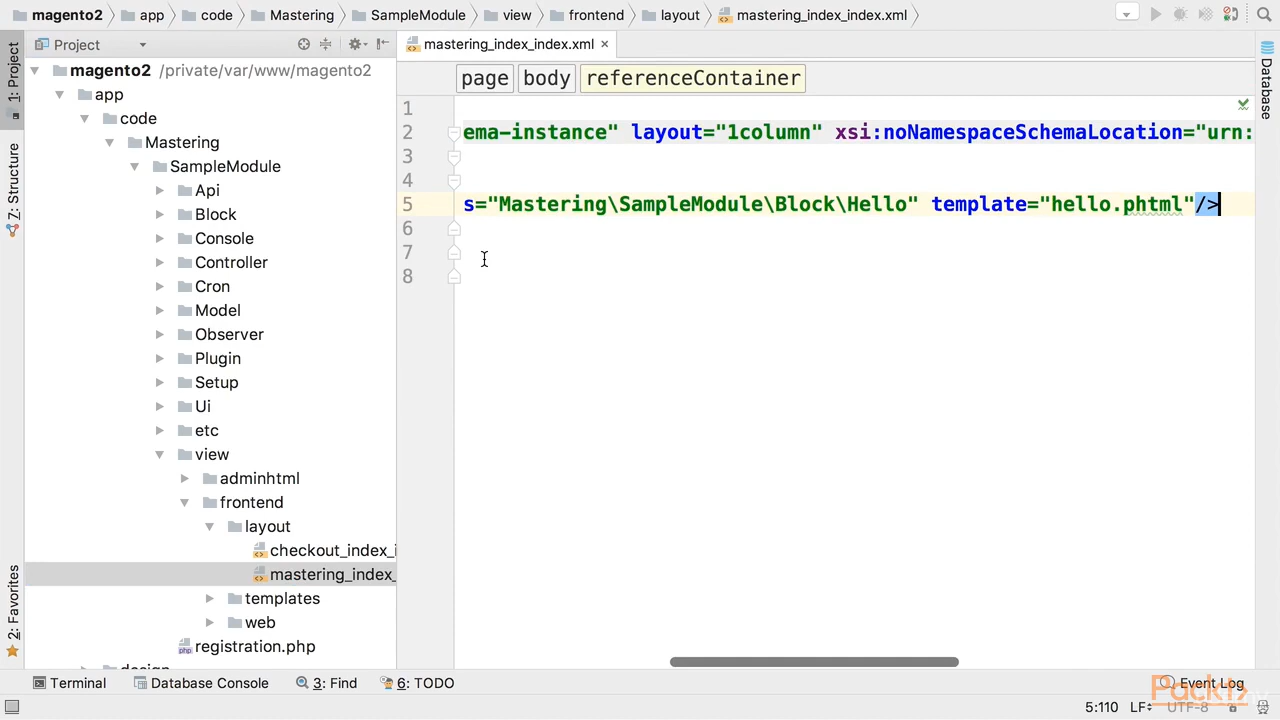 magento2 app code Mastering SampleModule view frontend layout mastering_index_index.xml
1: Project
7: Structure
2: Favorites
Project
magento2 /private/var/www/magento2
app
code
Mastering
SampleModule
Api
Block
Console
Controller
Cron
Model
Observer
Plugin
Setup
Ui
etc
view
adminhtml
frontend
layout
checkout_index_i
mastering_index_
templates
web
registration.php
design
mastering_index_index.xml
page body referenceContainer
1
2 ema-instance" layout="1column" xsi:noNamespaceSchemaLocation="urn:
3
4
5 s="Mastering\SampleModule\Block\Hello" template="hello.phtml"/>
6
7
8
Database
Terminal Database Console 3: Find 6: TODO Event Log
Packt
5:110 LF UTF-8